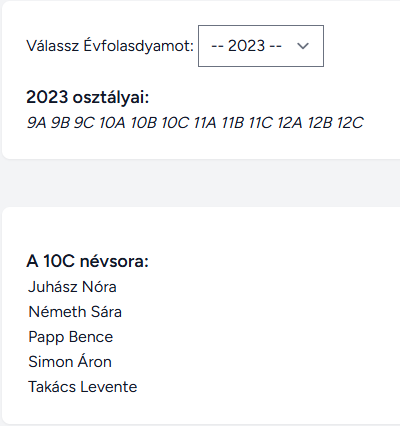 Válassz Évfolasdyamot: -- 2023 --
2023 osztályai:
9A 9B 9C 10A 10B 10C 11A 11B 11C 12A 12B 12C
A 10C névsora:
Juhász Nóra
Németh Sára
Papp Bence
Simon Áron
Takács Levente